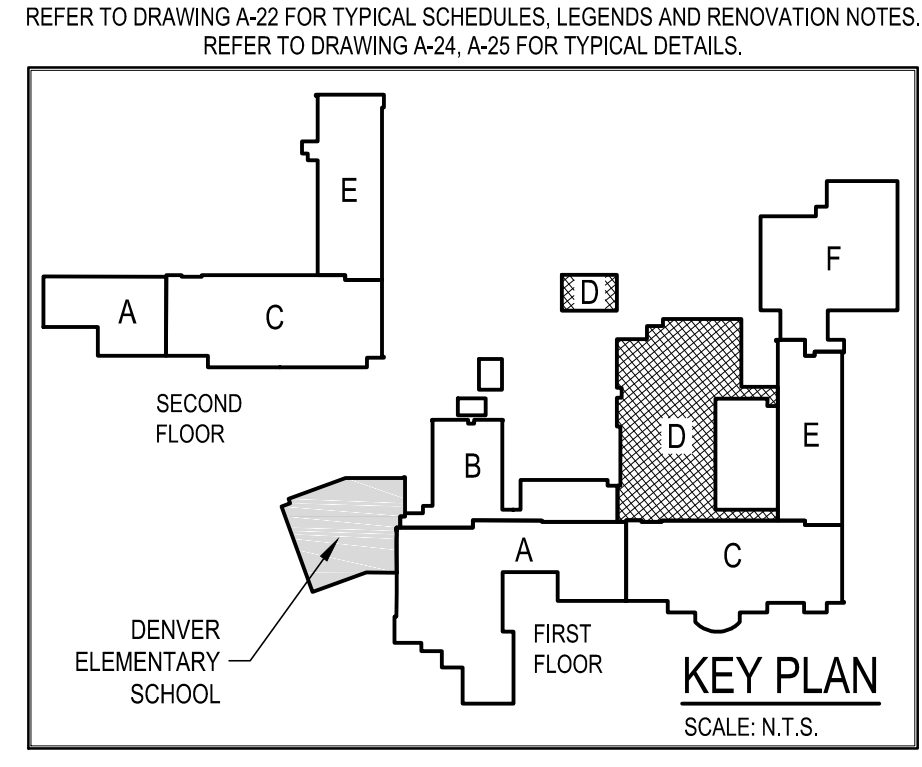 REFER TO DRAWING A-22 FOR TYPICAL SCHEDULES, LEGENDS AND RENOVATION NOTES.
REFER TO DRAWING A-24, A-25 FOR TYPICAL DETAILS.
E
A
C
SECOND
FLOOR
F
D
D
E
B
A
C
DENVER
ELEMENTARY
SCHOOL
FIRST
FLOOR
KEY PLAN
SCALE: N.T.S.